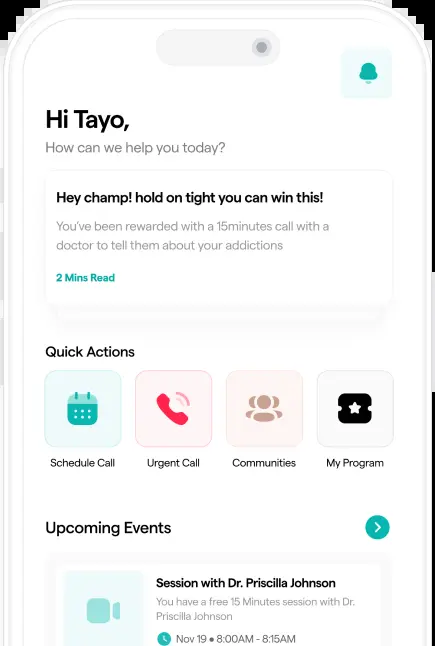 Hi Tayo,
How can we help you today?
Hey champ! hold on tight you can win this!
You've been rewarded with a 15minutes call with a
doctor to tell them about your addictions
2 Mins Read
Quick Actions
Schedule Call
Urgent Call
Communities
My Program
Upcoming Events
Session with Dr. Priscilla Johnson
You have a free 15 Minutes session with Dr.
Priscilla Johnson
Nov 19 • 8:00AM - 8:15AM